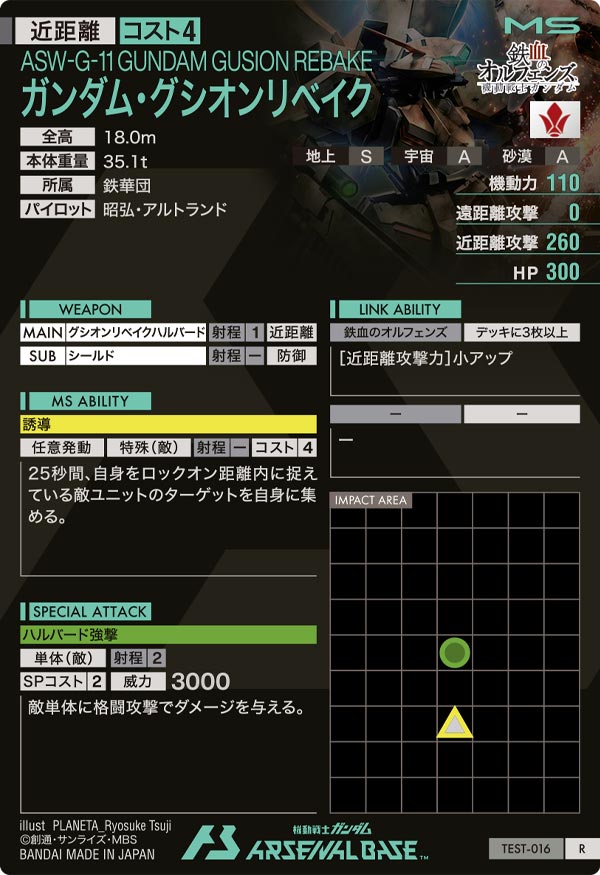 近距離 コスト4 MS
ASW-G-11 GUNDAM GUSION REBAKE
ガンダム・グシオンリベイク
鉄血のオルフェンズ
機動戦士ガンダム
全高 18.0m
本体重量 35.1t
所属 鉄華団
パイロット 昭弘・アルトランド
地上 S 宇宙 A 砂漠 A
機動力 110
遠距離攻撃 0
近距離攻撃 260
HP 300
WEAPON
MAIN グシオンリベイクハルバード 射程 1 近距離
SUB シールド 射程 ー 防御
MS ABILITY
誘導
任意発動 特殊（敵） 射程 ー コスト 4
25秒間、自身をロックオン距離内に捉え
ている敵ユニットのターゲットを自身に集
める。
SPECIAL ATTACK
ハルバード強撃
単体（敵） 射程 2
SPコスト 2 威力 3000
敵単体に格闘攻撃でダメージを与える。
LINK ABILITY
鉄血のオルフェンズ デッキに3枚以上
[近距離攻撃力]小アップ
ー ー
ー
IMPACT AREA
illust PLANETA_Ryosuke Tsuji
©創通・サンライズ・MBS
BANDAI MADE IN JAPAN
機動戦士ガンダム
AB ARSENAL BASE™
TEST-016 R